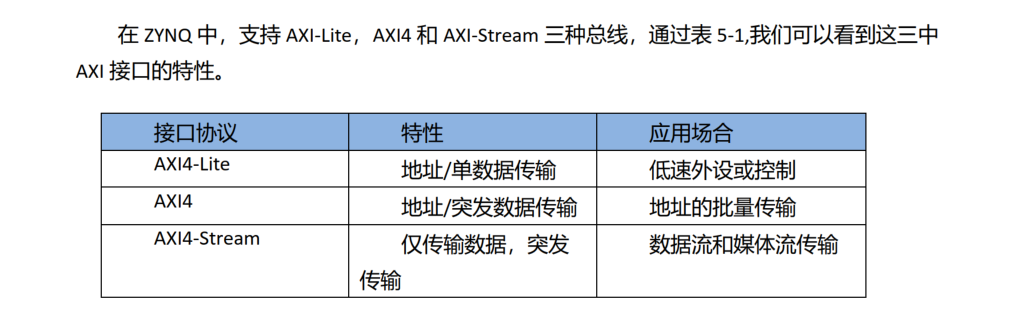 在 ZYNQ 中，支持 AXI-Lite，AXI4 和 AXI-Stream 三种总线，通过表 5-1,我们可以看到这三中
AXI 接口的特性。
接口协议 特性 应用场合
AXI4-Lite 地址/单数据传输 低速外设或控制
AXI4 地址/突发数据传输 地址的批量传输
AXI4-Stream 仅传输数据，突发 数据流和媒体流传输
传输